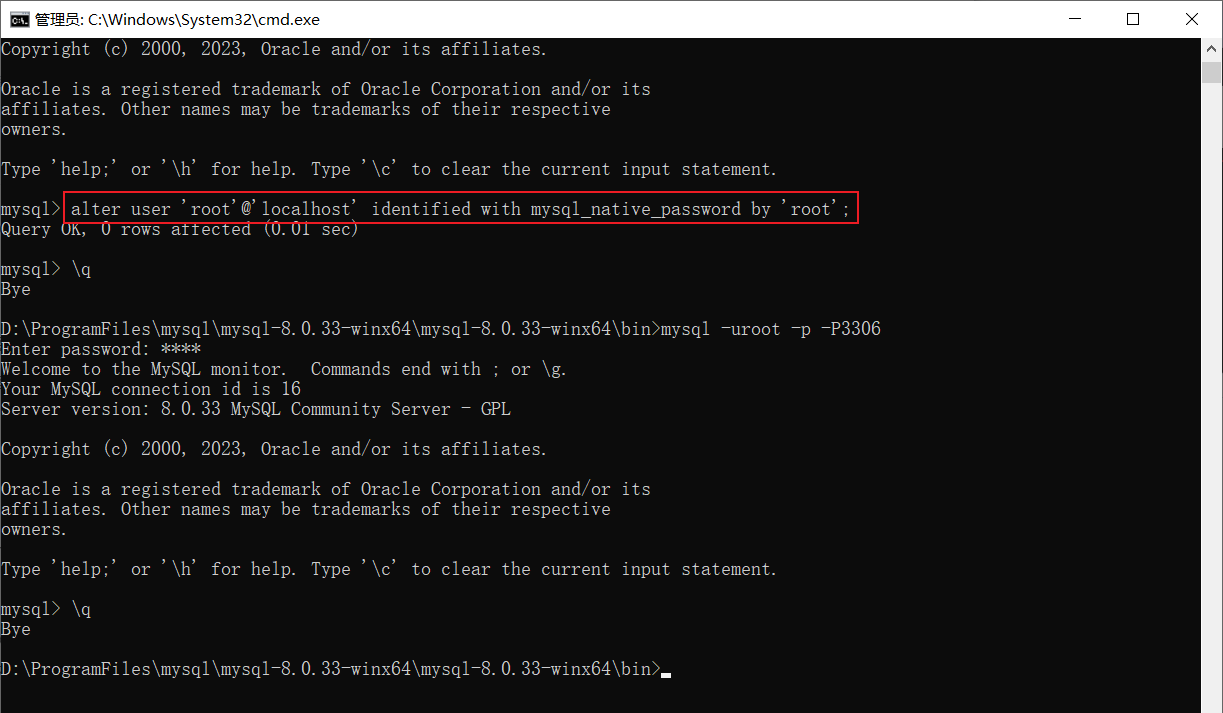 管理员: C:\Windows\System32\cmd.exe
Copyright (c) 2000, 2023, Oracle and/or its affiliates.
Oracle is a registered trademark of Oracle Corporation and/or its
affiliates. Other names may be trademarks of their respective
owners.
Type 'help;' or '\h' for help. Type '\c' to clear the current input statement.
mysql> alter user 'root'@'localhost' identified with mysql_native_password by 'root';
Query OK, 0 rows affected (0.01 sec)
mysql> \q
Bye
D:\ProgramFiles\mysql\mysql-8.0.33-winx64\mysql-8.0.33-winx64\bin>mysql -uroot -p -P3306
Enter password: ****
Welcome to the MySQL monitor.  Commands end with ; or \g.
Your MySQL connection id is 16
Server version: 8.0.33 MySQL Community Server - GPL
Copyright (c) 2000, 2023, Oracle and/or its affiliates.
Oracle is a registered trademark of Oracle Corporation and/or its
affiliates. Other names may be trademarks of their respective
owners.
Type 'help;' or '\h' for help. Type '\c' to clear the current input statement.
mysql> \q
Bye
D:\ProgramFiles\mysql\mysql-8.0.33-winx64\mysql-8.0.33-winx64\bin>